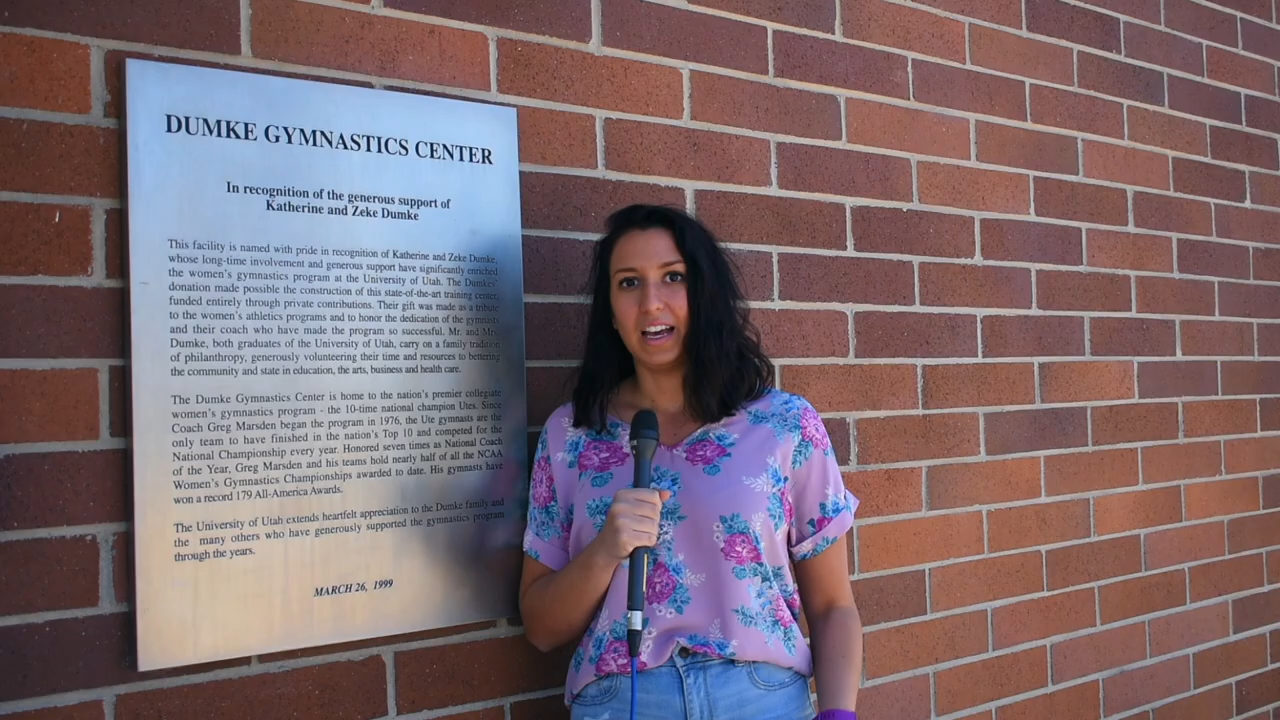 DUMKE GYMNASTICS CENTER
In recognition of the generous support of
Katherine and Zeke Dumke
This facility is named with pride in recognition of Katherine and Zeke Dumke,
whose long-time involvement and generous support have significantly enriched
the women's gymnastics program at the University of Utah. The Dumkes'
donation made possible the construction of this state-of-the-art training center,
funded entirely through private contributions. Their gift was made as a tribute
to the women's athletics programs and to honor the dedication of the gymnasts
and their coach who have made the program so successful. Mr. and Mrs.
Dumke, both graduates of the University of Utah, carry on a family tradition
of philanthropy, generously volunteering their time and resources to bettering
the community and state in education, the arts, business and health care.
The Dumke Gymnastics Center is home to the nation's premier collegiate
women's gymnastics program - the 10-time national champion Utes. Since
Coach Greg Marsden began the program in 1976, the Ute gymnasts are the
only team to have finished in the nation's Top 10 and competed for the
National Championship every year. Honored seven times as National Coach
of the Year, Greg Marsden and his teams hold nearly half of all the NCAA
Women's Gymnastics Championships awarded to date. His gymnasts have
won a record 179 All-America Awards.
The University of Utah extends heartfelt appreciation to the Dumke family and
the many others who have generously supported the gymnastics program
through the years.
MARCH 26, 1999